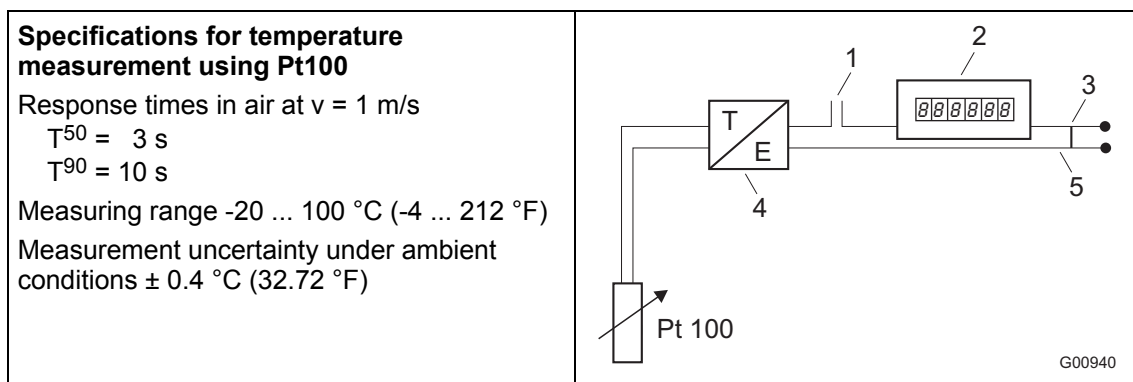 Specifications for temperature
measurement using Pt100
Response times in air at v = 1 m/s
T50 = 3 s
T90 = 10 s
Measuring range -20 ... 100 °C (-4 ... 212 °F)
Measurement uncertainty under ambient
conditions ± 0.4 °C (32.72 °F)
2
1
3
888888
T
E
4
5
Pt 100
G00940